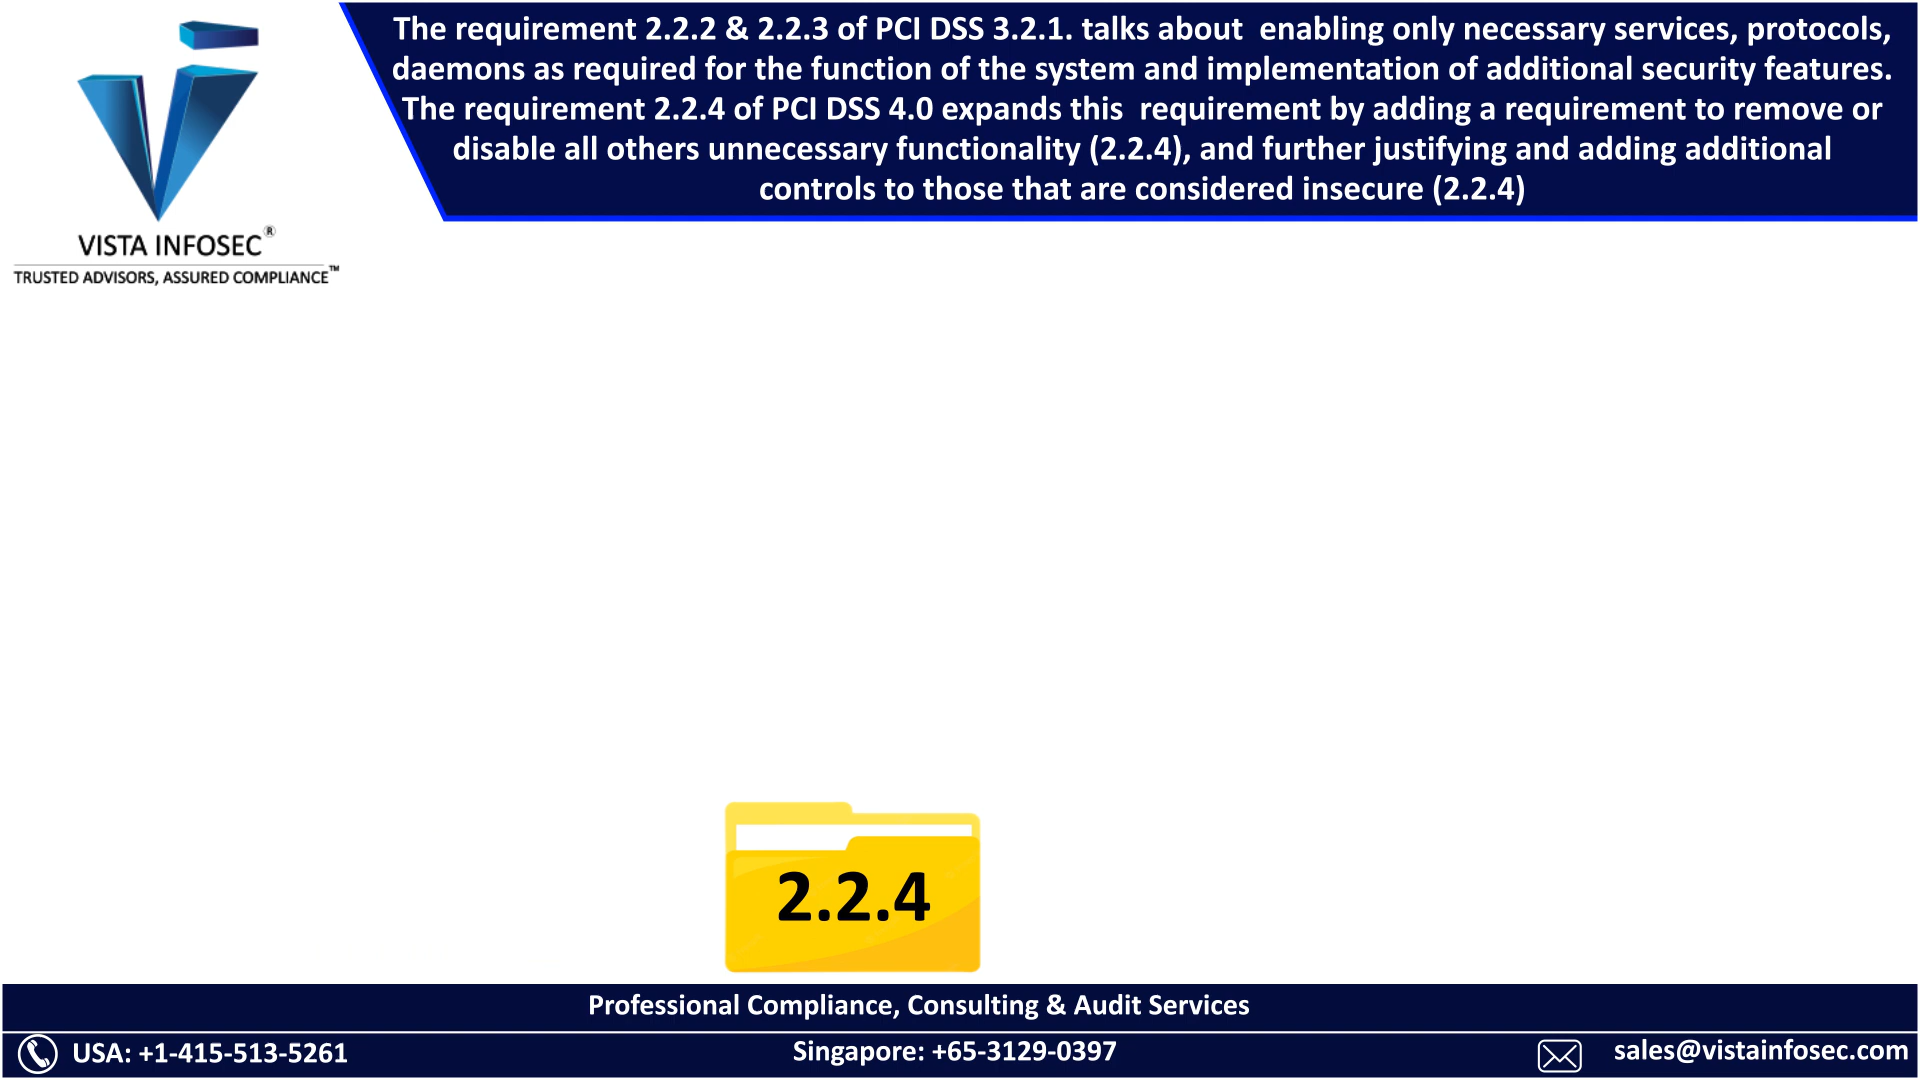 The requirement 2.2.2 & 2.2.3 of PCI DSS 3.2.1. talks about  enabling only necessary services, protocols,
daemons as required for the function of the system and implementation of additional security features.
The requirement 2.2.4 of PCI DSS 4.0 expands this  requirement by adding a requirement to remove or
disable all others unnecessary functionality (2.2.4), and further justifying and adding additional
controls to those that are considered insecure (2.2.4)
VISTA INFOSEC®
TRUSTED ADVISORS, ASSURED COMPLIANCE™
2.2.4
Professional Compliance, Consulting & Audit Services
USA: +1-415-513-5261
Singapore: +65-3129-0397
sales@vistainfosec.com